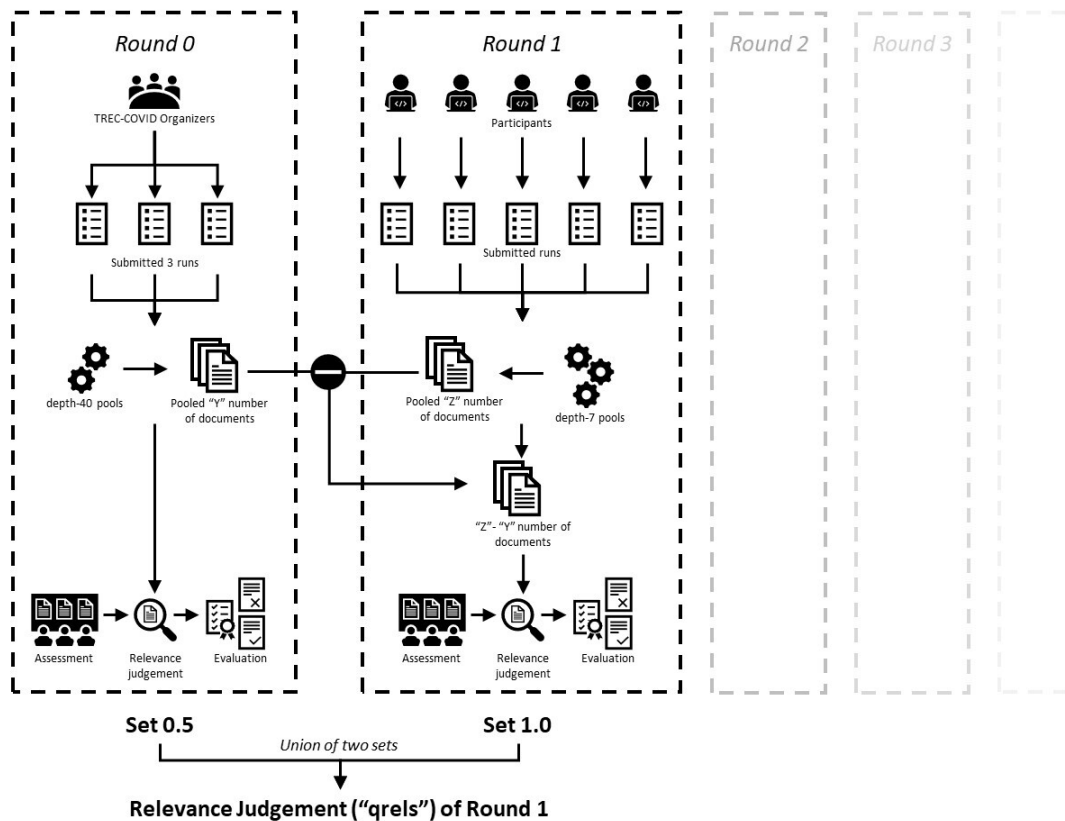 Round 0
TREC-COVID Organizers
Submitted 3 runs
depth-40 pools
Pooled “Y” number
of documents
Assessment
Relevance
judgement
Evaluation
Round 1
Participants
Submitted runs
Pooled “Z” number
of documents
depth-7 pools
“Z”- “Y” number of
documents
Assessment
Relevance
judgement
Evaluation
Round 2
Round 3
Set 0.5
Set 1.0
Union of two sets
Relevance Judgement (“qrels”) of Round 1